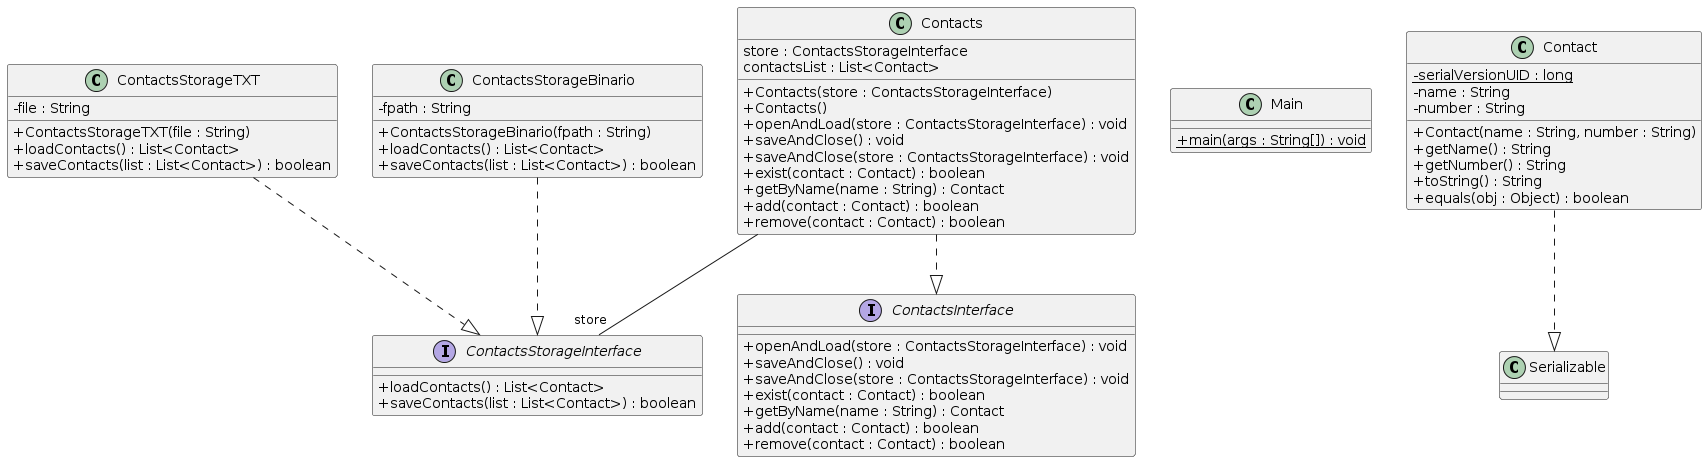 C ContactsStorageTXT
-file : String
+ContactsStorageTXT(file : String)
+loadContacts() : List<Contact>
+saveContacts(list : List<Contact>) : boolean
C ContactsStorageBinario
-fpath : String
+ContactsStorageBinario(fpath : String)
+loadContacts() : List<Contact>
+saveContacts(list : List<Contact>) : boolean
C Contacts
store : ContactsStorageInterface
contactsList : List<Contact>
+Contacts(store : ContactsStorageInterface)
+Contacts()
+openAndLoad(store : ContactsStorageInterface) : void
+saveAndClose() : void
+saveAndClose(store : ContactsStorageInterface) : void
+exist(contact : Contact) : boolean
+getByName(name : String) : Contact
+add(contact : Contact) : boolean
+remove(contact : Contact) : boolean
C Main
+main(args : String[]) : void
C Contact
-serialVersionUID : long
-name : String
-number : String
+Contact(name : String, number : String)
+getName() : String
+getNumber() : String
+toString() : String
+equals(obj : Object) : boolean
store
I ContactsStorageInterface
+loadContacts() : List<Contact>
+saveContacts(list : List<Contact>) : boolean
I ContactsInterface
+openAndLoad(store : ContactsStorageInterface) : void
+saveAndClose() : void
+saveAndClose(store : ContactsStorageInterface) : void
+exist(contact : Contact) : boolean
+getByName(name : String) : Contact
+add(contact : Contact) : boolean
+remove(contact : Contact) : boolean
C Serializable